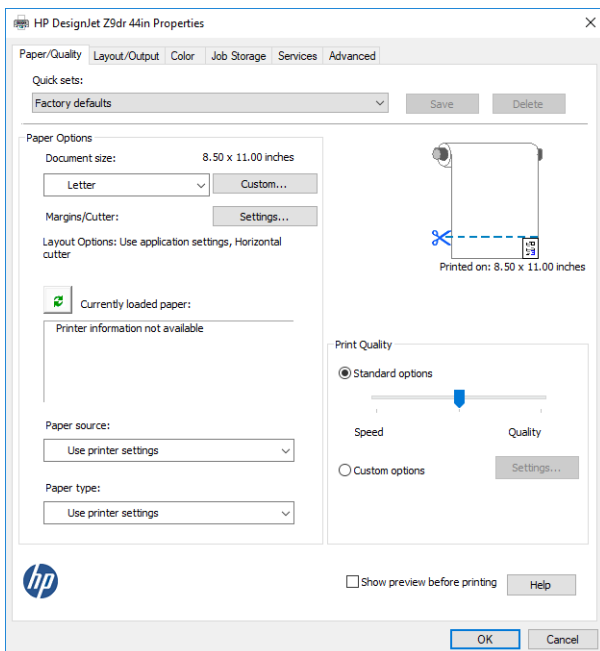 HP DesignJet Z9dr 44in Properties
Paper/Quality Layout/Output Color Job Storage Services Advanced
Quick sets:
Factory defaults
Save
Delete
Paper Options
Document size: 8.50 x 11.00 inches
Letter
Custom...
Margins/Cutter:
Settings...
Layout Options: Use application settings, Horizontal
cutter
Printed on: 8.50 x 11.00 inches
Currently loaded paper:
Printer information not available
Paper source:
Use printer settings
Paper type:
Use printer settings
Print Quality
Standard options
Speed
Quality
Custom options
Settings...
hp
Show preview before printing
Help
OK
Cancel